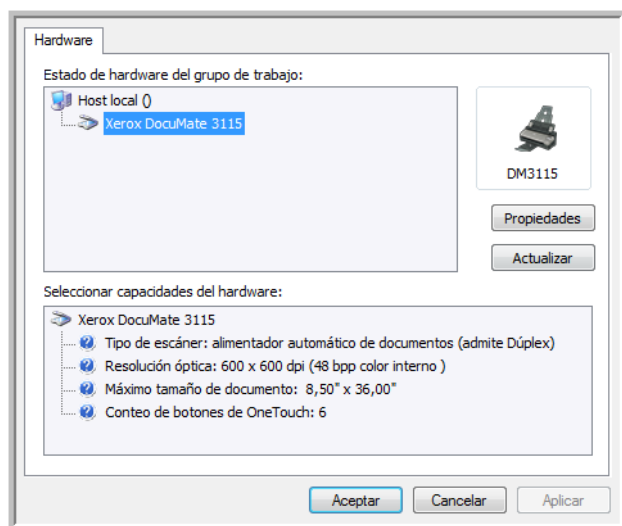 Hardware
Estado de hardware del grupo de trabajo:
Host local ()
Xerox DocuMate 3115
DM3115
Propiedades
Actualizar
Seleccionar capacidades del hardware:
Xerox DocuMate 3115
Tipo de escáner: alimentador automático de documentos (admite Dúplex)
Resolución óptica: 600 x 600 dpi (48 bpp color interno )
Máximo tamaño de documento: 8,50" x 36,00"
Conteo de botones de OneTouch: 6
Aceptar
Cancelar
Aplicar